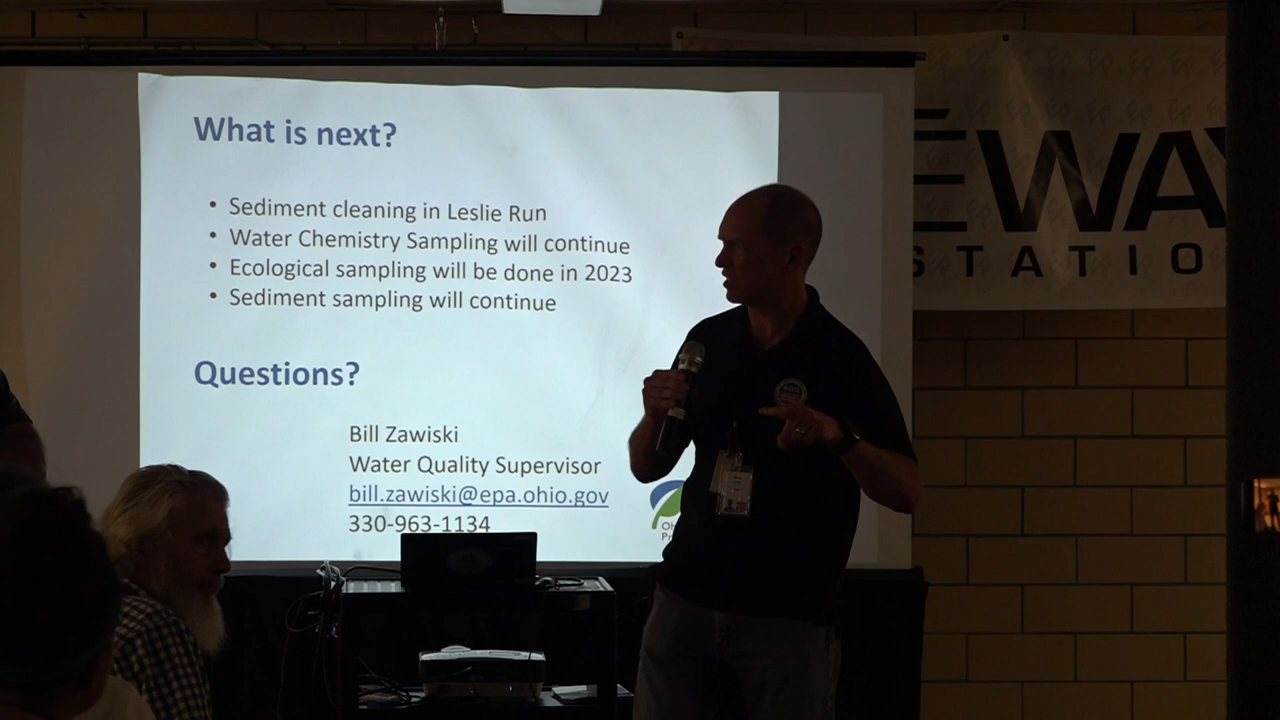 What is next?
• Sediment cleaning in Leslie Run
• Water Chemistry Sampling will continue
• Ecological sampling will be done in 2023
• Sediment sampling will continue
Questions?
Bill Zawiski
Water Quality Supervisor
bill.zawiski@epa.ohio.gov
330-963-1134
Oh
Pr
EWAY
STATIO